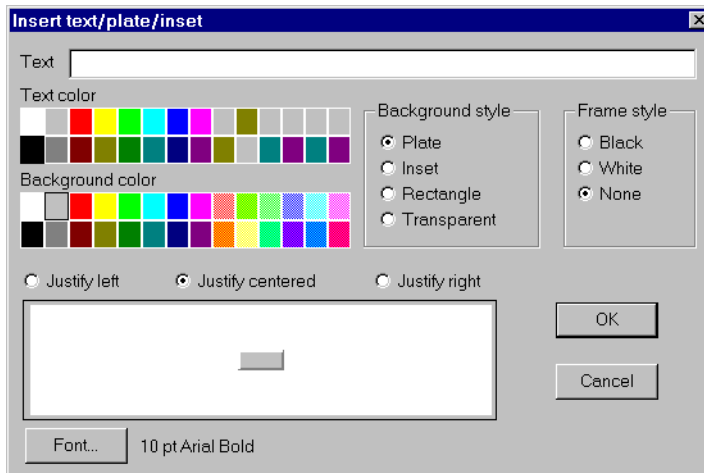 Insert text/plate/inset
Text
Text color
Background style
Frame style
Plate
Black
Inset
White
Background color
Rectangle
None
Transparent
Justify left
Justify centered
Justify right
OK
Cancel
Font...
10 pt Arial Bold